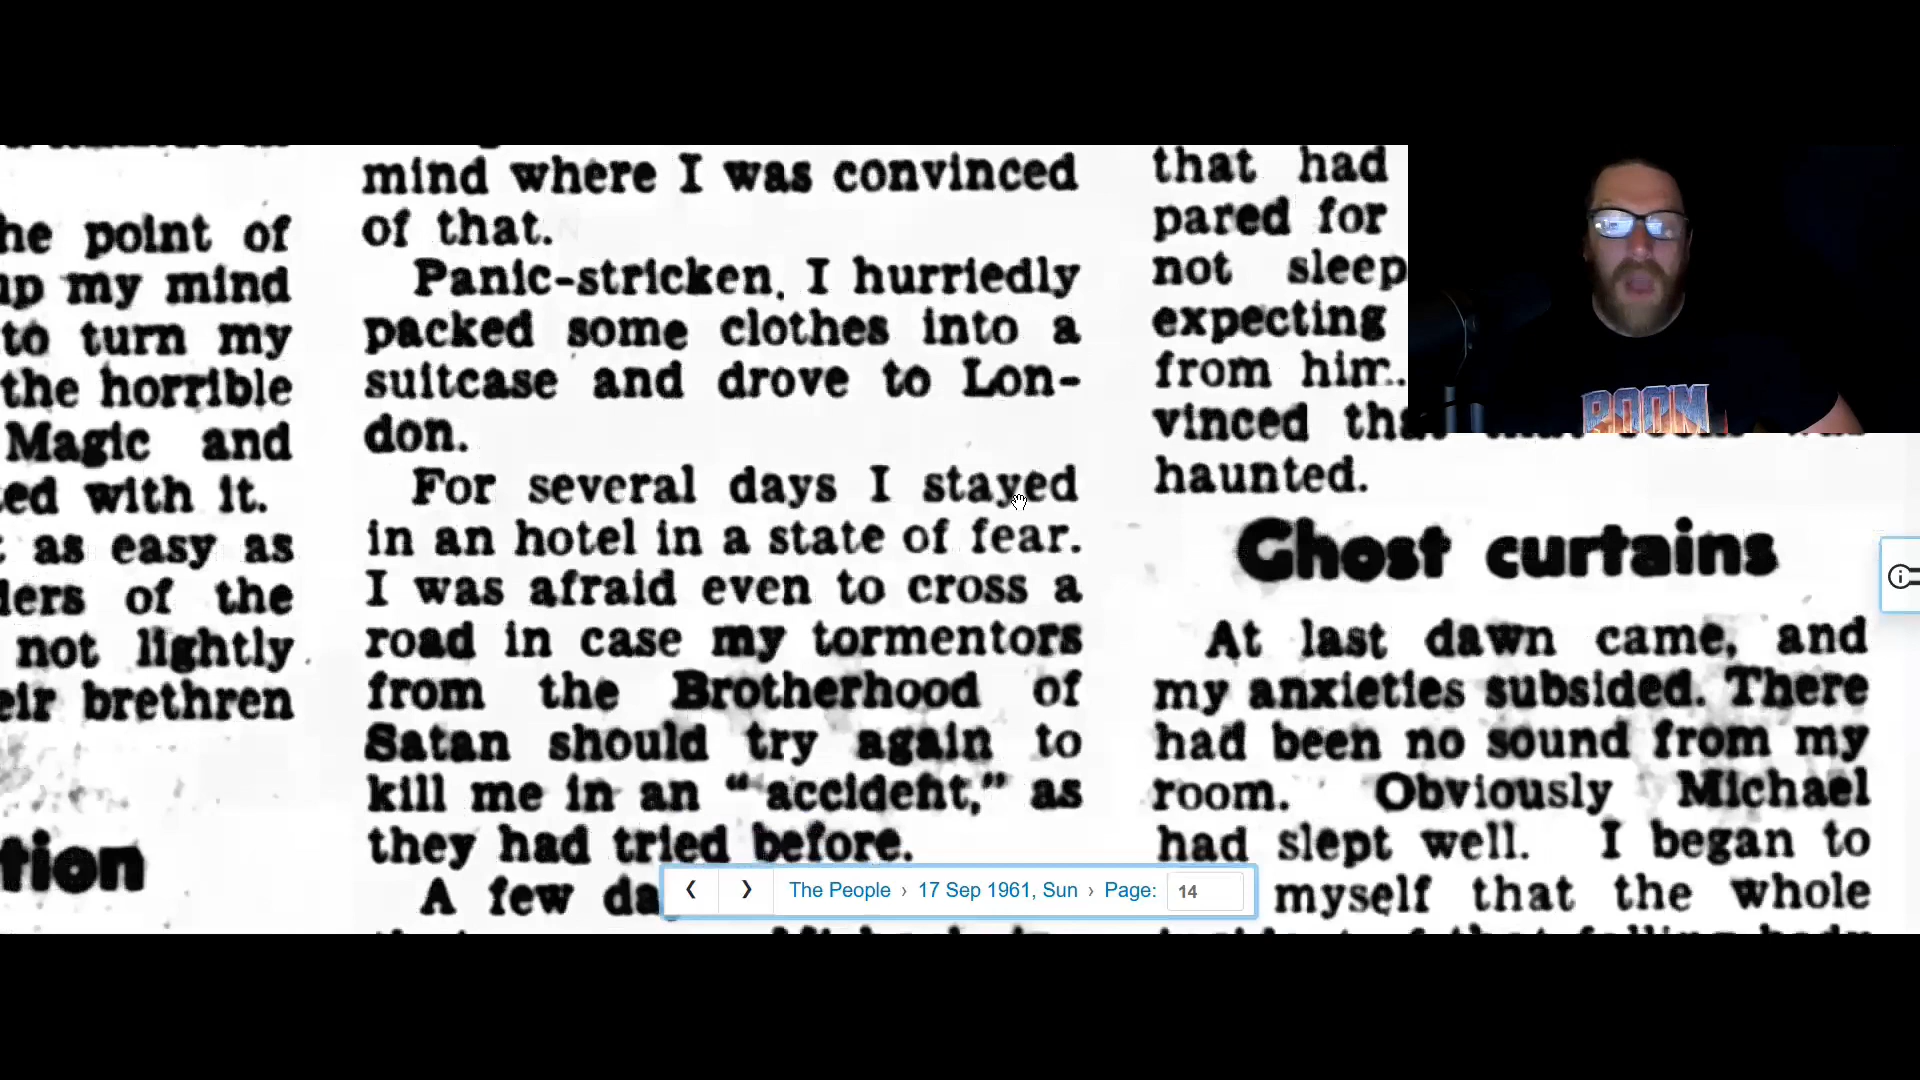 he point of
up my mind
to turn my
the horrible
Magic and
ed with it.
as easy as
ders of the
not lightly
eir brethren
tion
mind where I was convinced
of that.
Panic-stricken, I hurriedly
packed some clothes into a
suitcase and drove to Lon-
don.
For several days I stayed
in an hotel in a state of fear.
I was afraid even to cross a
road in case my tormentors
from the Brotherhood of
Satan should try again to
kill me in an "accident," as
they had tried before.
A few da
that had
pared for
not sleep
expecting
from him.
vinced tha
haunted.
Ghost curtains
At last dawn came, and
my anxieties subsided. There
had been no sound from my
room. Obviously Michael
had slept well. I began to
myself that the whole
The People › 17 Sep 1961, Sun › Page: 14
DOOM